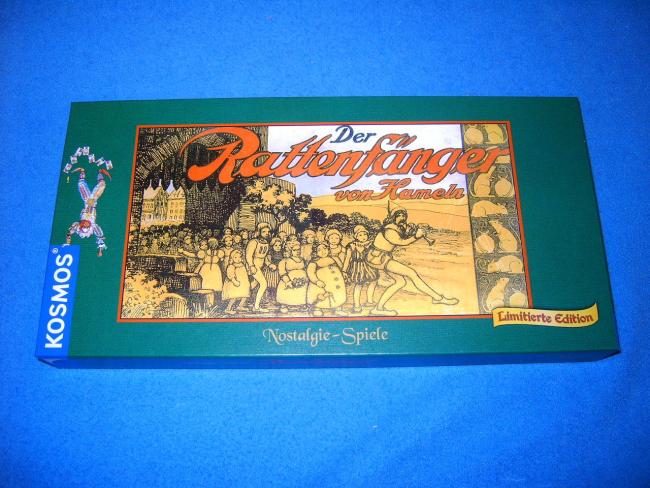 Der
Rattenfänger
von Hameln
KOSMOS®
Nostalgie-Spiele
Limitierte Edition